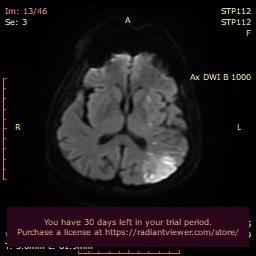 Im: 13/46
Se: 3
STP112
STP112
F
A
Ax DWI B 1000
R
L
You have 30 days left in your trial period.
Purchase a license at https://radiantviewer.com/store/